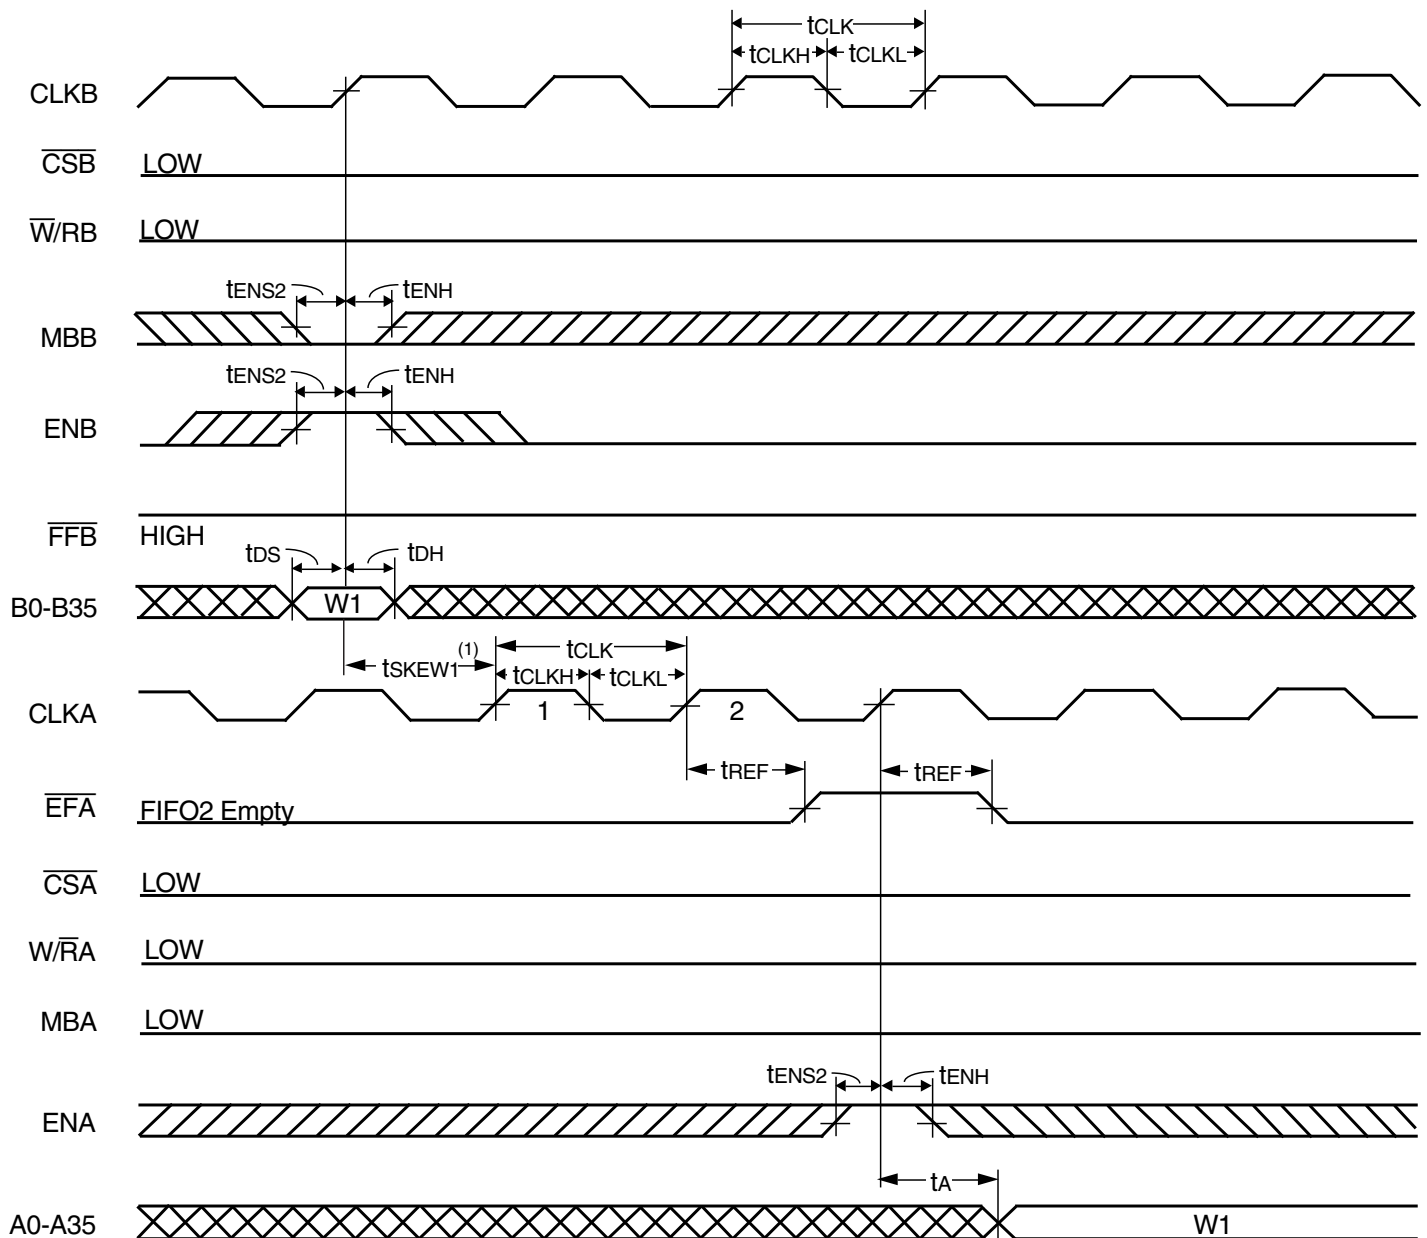 tCLK
tCLKH tCLKL
CLKB
CSB LOW
W/RB LOW
tENS2 tENH
MBB
tENS2 tENH
ENB
FFB HIGH
tDS tDH
B0-B35 W1
tSKEW1(1) tCLK
tCLKH tCLKL
CLKA 1 2
tREF tREF
EFA FIFO2 Empty
CSA LOW
W/RA LOW
MBA LOW
tENS2 tENH
ENA
tA
A0-A35 W1